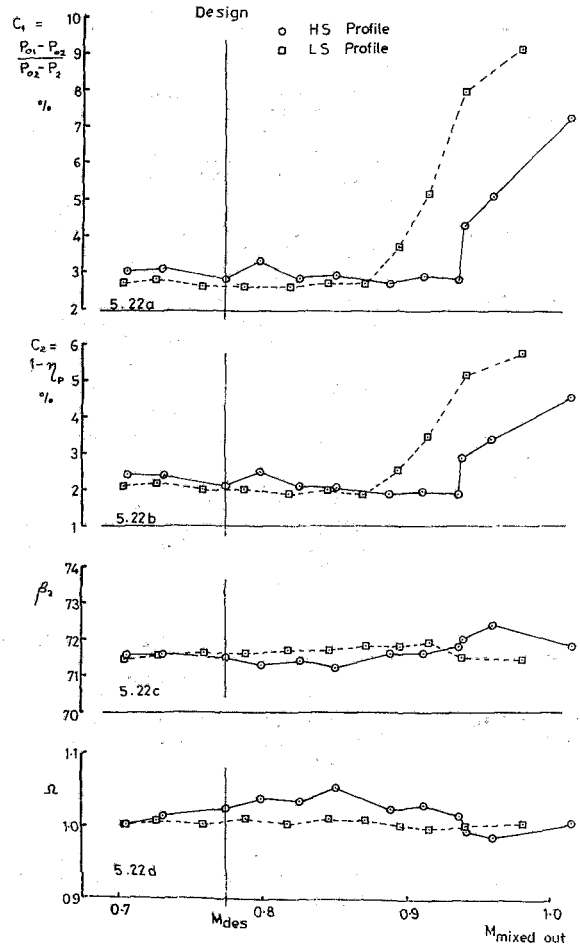 Design
HS Profile
LS Profile
C₁ =
P₀₁-P₀₂
P₀₂-P₂
%
10
9
8
7
6
5
4
3
2
5.22a
C₂ =
1-ηₚ
%
6
5
4
3
2
1
5.22b
β₂
74
73
72
71
70
5.22c
Ω
1·1
1·0
0·9
5.22d
0·7
M_des
0·8
0·9
1·0
M_mixed out